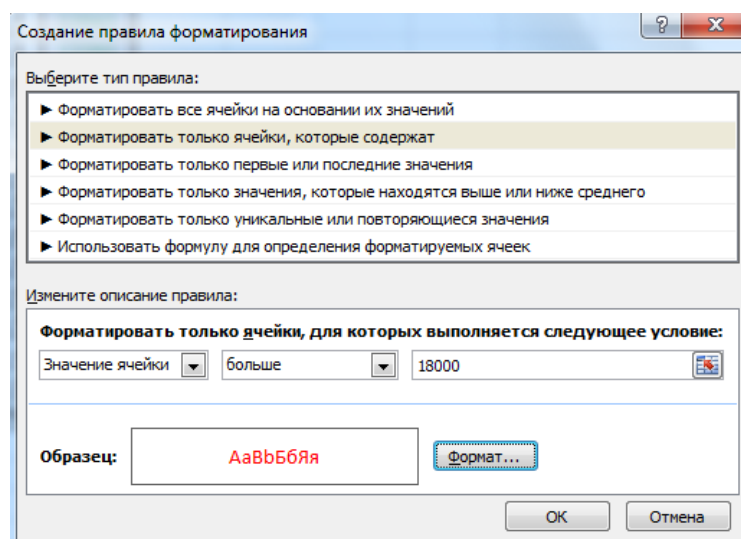 Создание правила форматирования
Выберите тип правила:
► Форматировать все ячейки на основании их значений
► Форматировать только ячейки, которые содержат
► Форматировать только первые или последние значения
► Форматировать только значения, которые находятся выше или ниже среднего
► Форматировать только уникальные или повторяющиеся значения
► Использовать формулу для определения форматируемых ячеек
Измените описание правила:
Форматировать только ячейки, для которых выполняется следующее условие:
Значение ячейки больше 18000
Образец: АаВbБбЯя Формат...
ОК Отмена